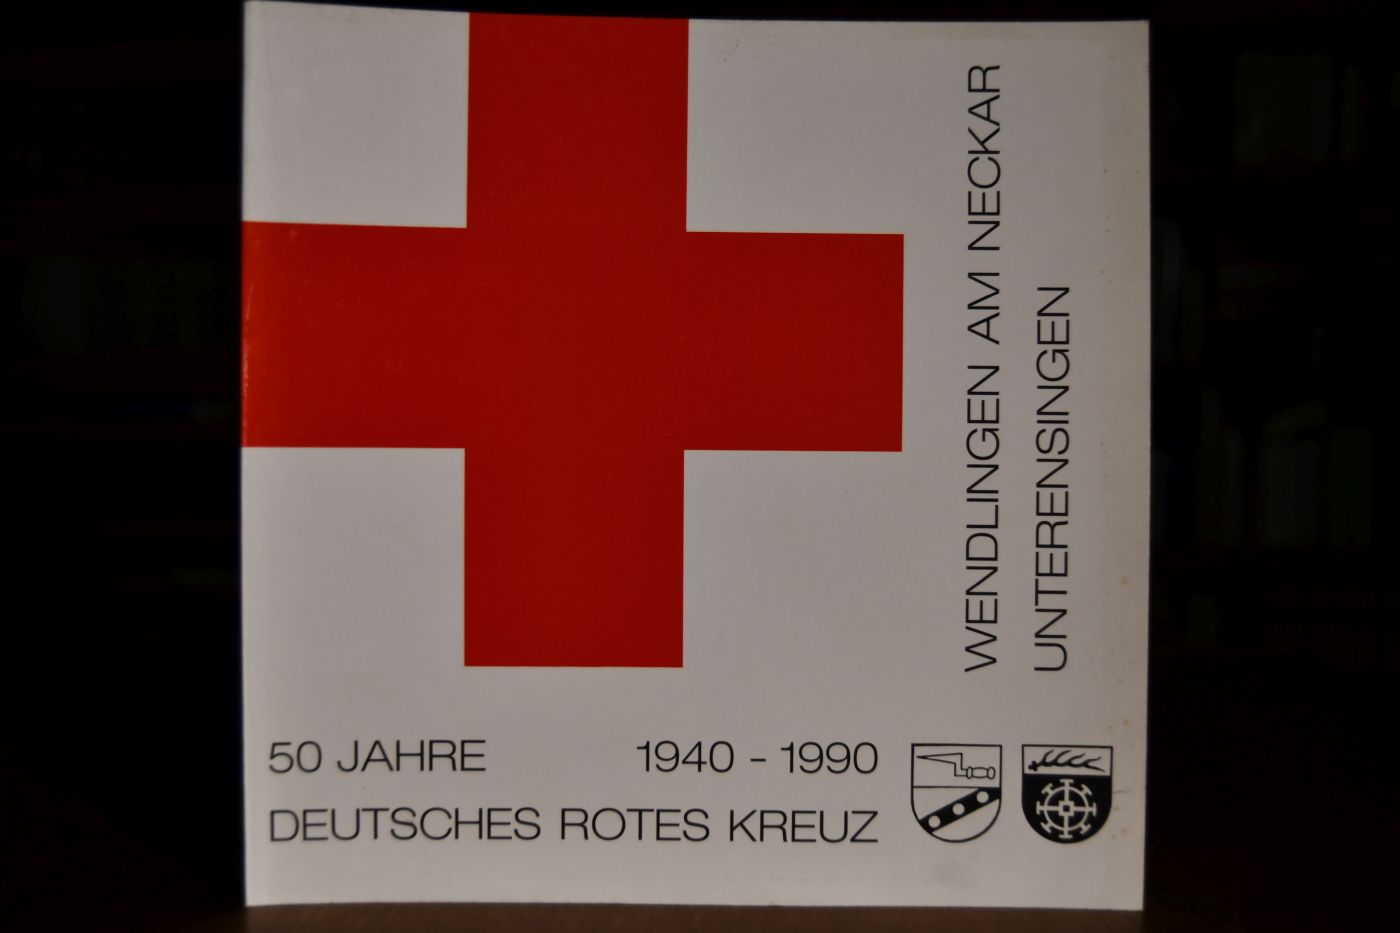 WENDLINGEN AM NECKAR
UNTERENSINGEN
50 JAHRE 1940 - 1990
DEUTSCHES ROTES KREUZ